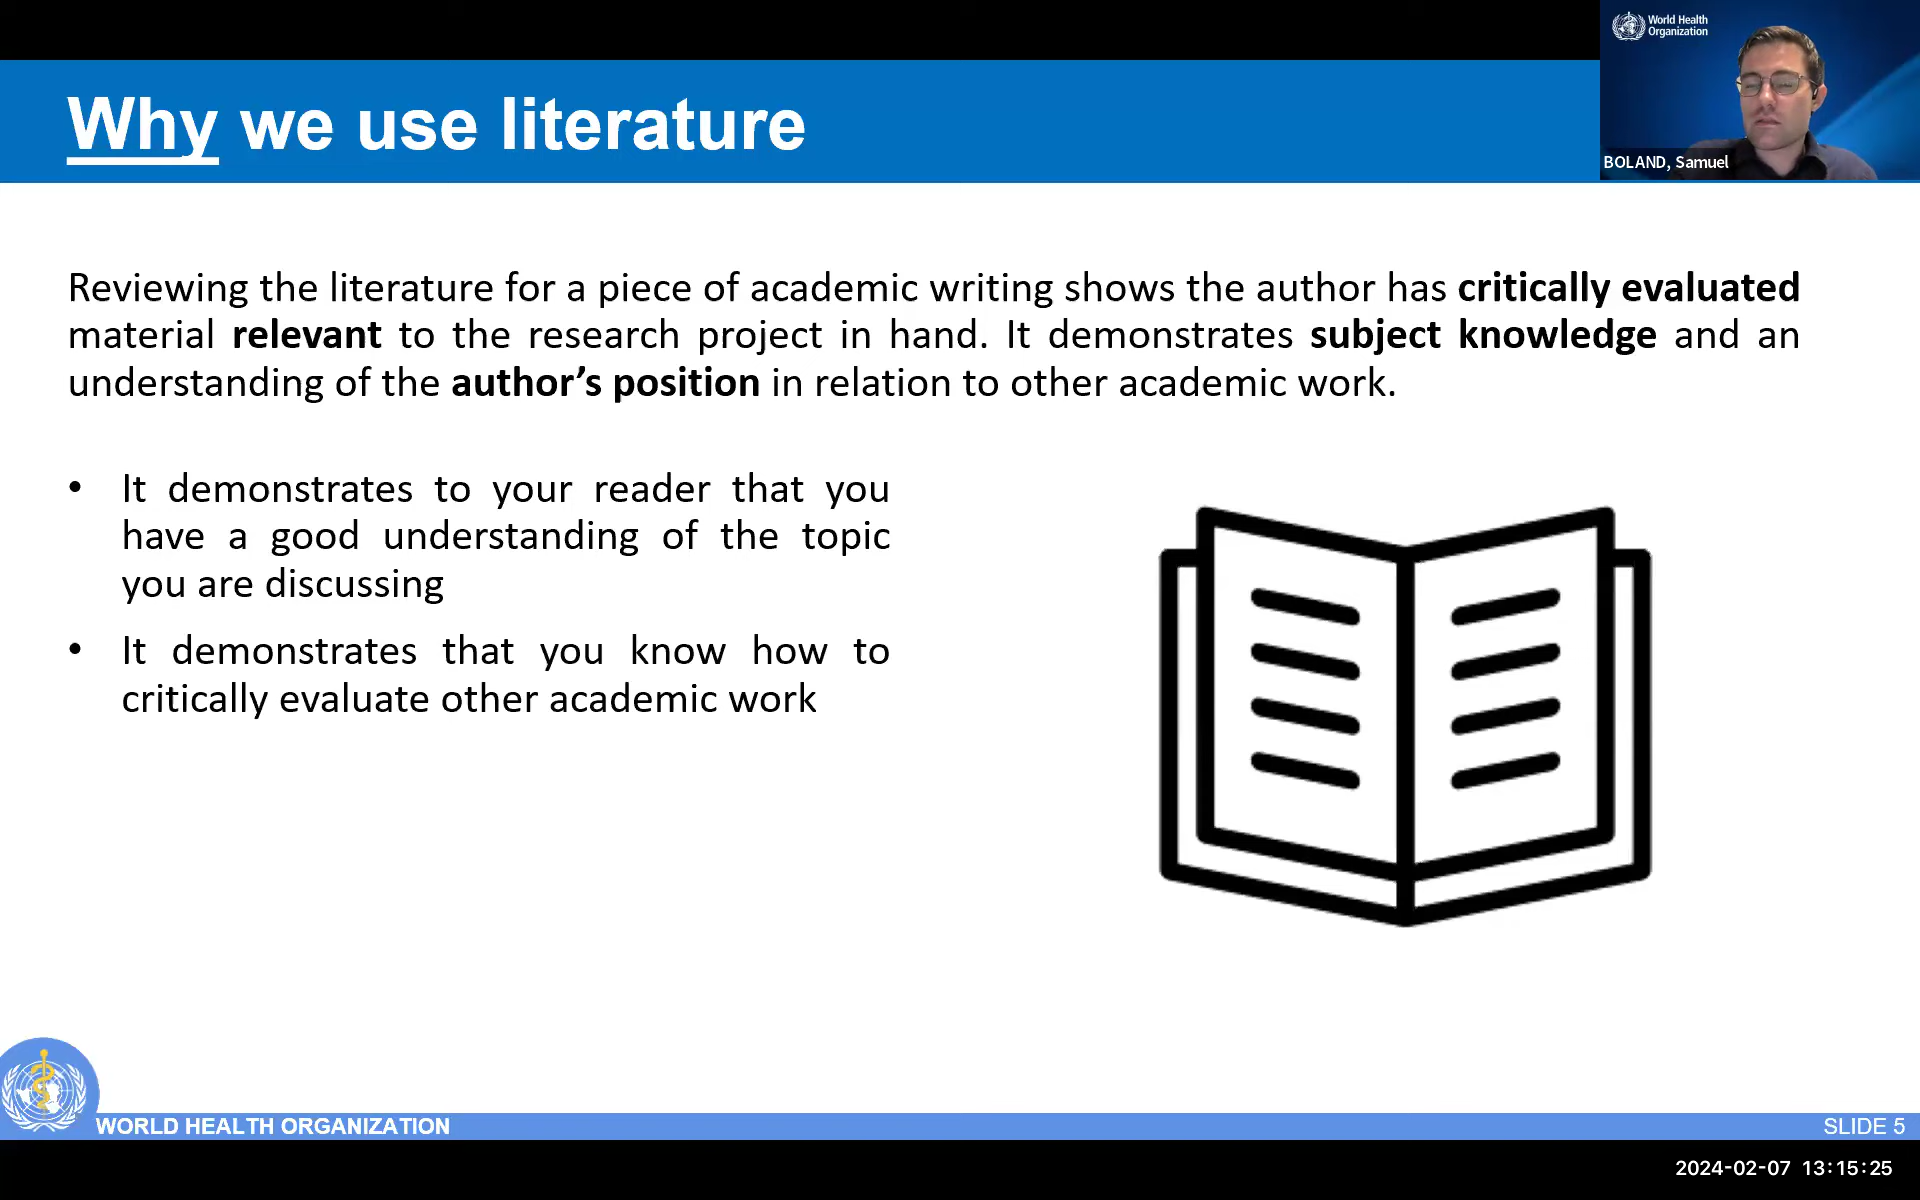 World Health
Organization
BOLAND, Samuel
Why we use literature
Reviewing the literature for a piece of academic writing shows the author has critically evaluated
material relevant to the research project in hand. It demonstrates subject knowledge and an
understanding of the author’s position in relation to other academic work.
• It demonstrates to your reader that you
have a good understanding of the topic
you are discussing
• It demonstrates that you know how to
critically evaluate other academic work
WORLD HEALTH ORGANIZATION
SLIDE 5
2024-02-07 13:15:25